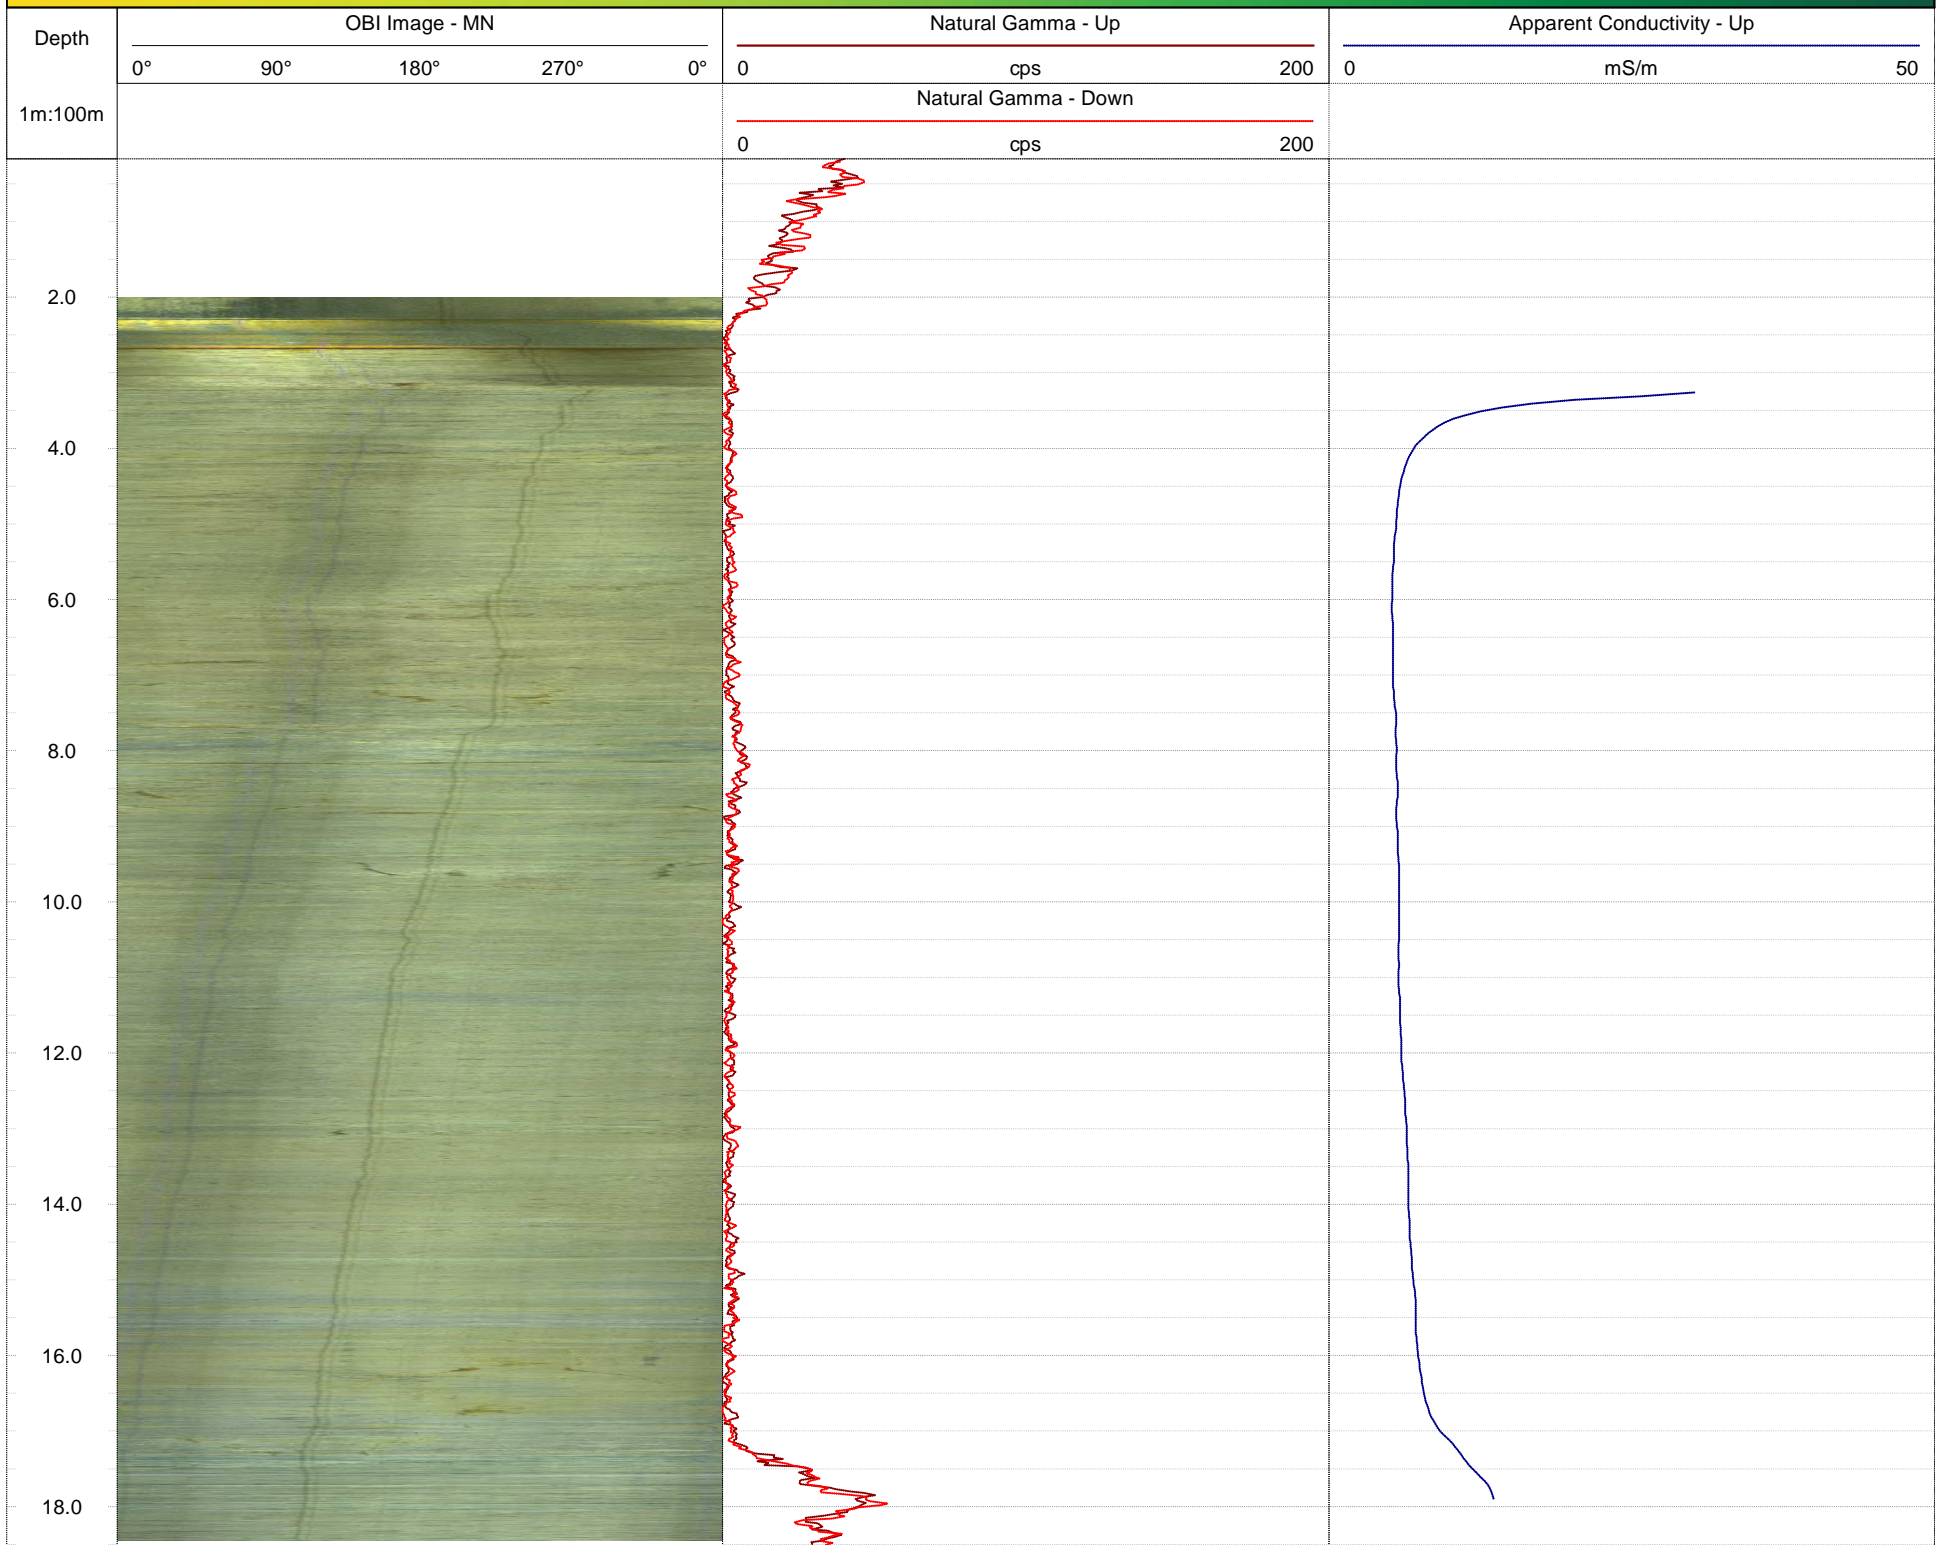 Depth
1m:100m
OBI Image - MN
0° 90° 180° 270° 0°
Natural Gamma - Up
0 cps 200
Natural Gamma - Down
0 cps 200
Apparent Conductivity - Up
0 mS/m 50
2.0
4.0
6.0
8.0
10.0
12.0
14.0
16.0
18.0